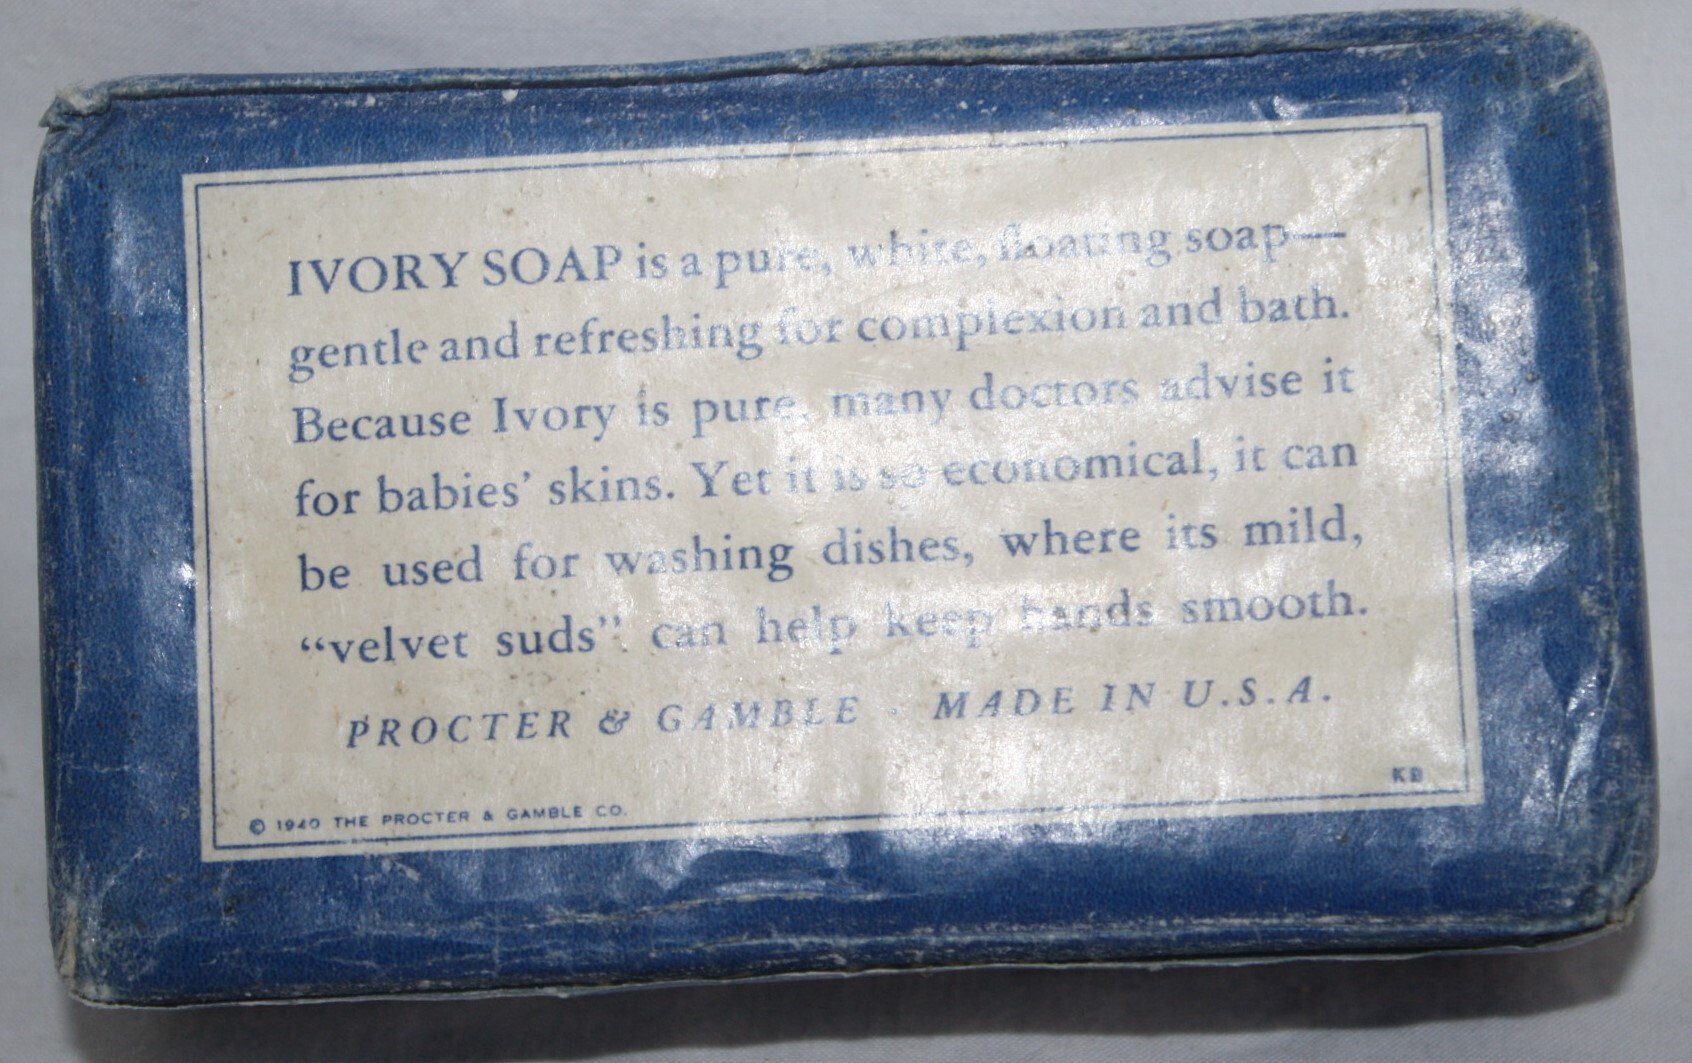 IVORY SOAP is a pure, white, floating soap—
gentle and refreshing for complexion and bath.
Because Ivory is pure, many doctors advise it
for babies’ skins. Yet it is so economical, it can
be used for washing dishes, where its mild,
“velvet suds” can help keep hands smooth.
PROCTER & GAMBLE · MADE IN U.S.A.
KB
© 1940 THE PROCTER & GAMBLE CO.